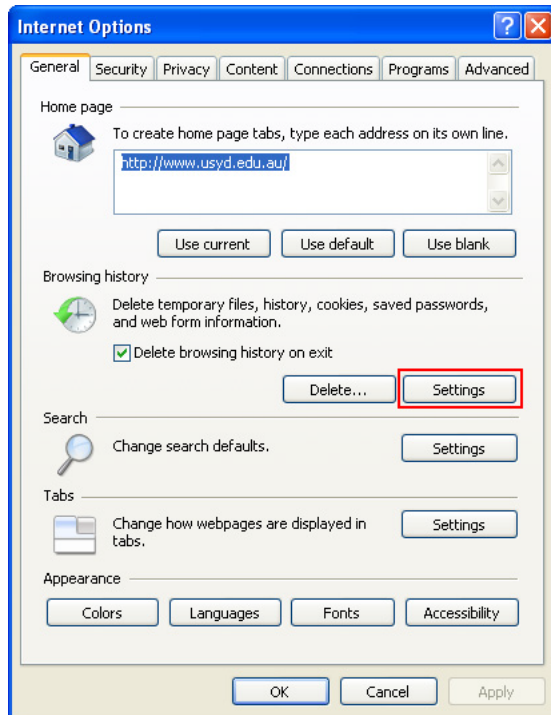 Internet Options
General Security Privacy Content Connections Programs Advanced
Home page
To create home page tabs, type each address on its own line.
http://www.usyd.edu.au/
Use current Use default Use blank
Browsing history
Delete temporary files, history, cookies, saved passwords,
and web form information.
Delete browsing history on exit
Delete... Settings
Search
Change search defaults. Settings
Tabs
Change how webpages are displayed in
tabs.
Settings
Appearance
Colors Languages Fonts Accessibility
OK Cancel Apply